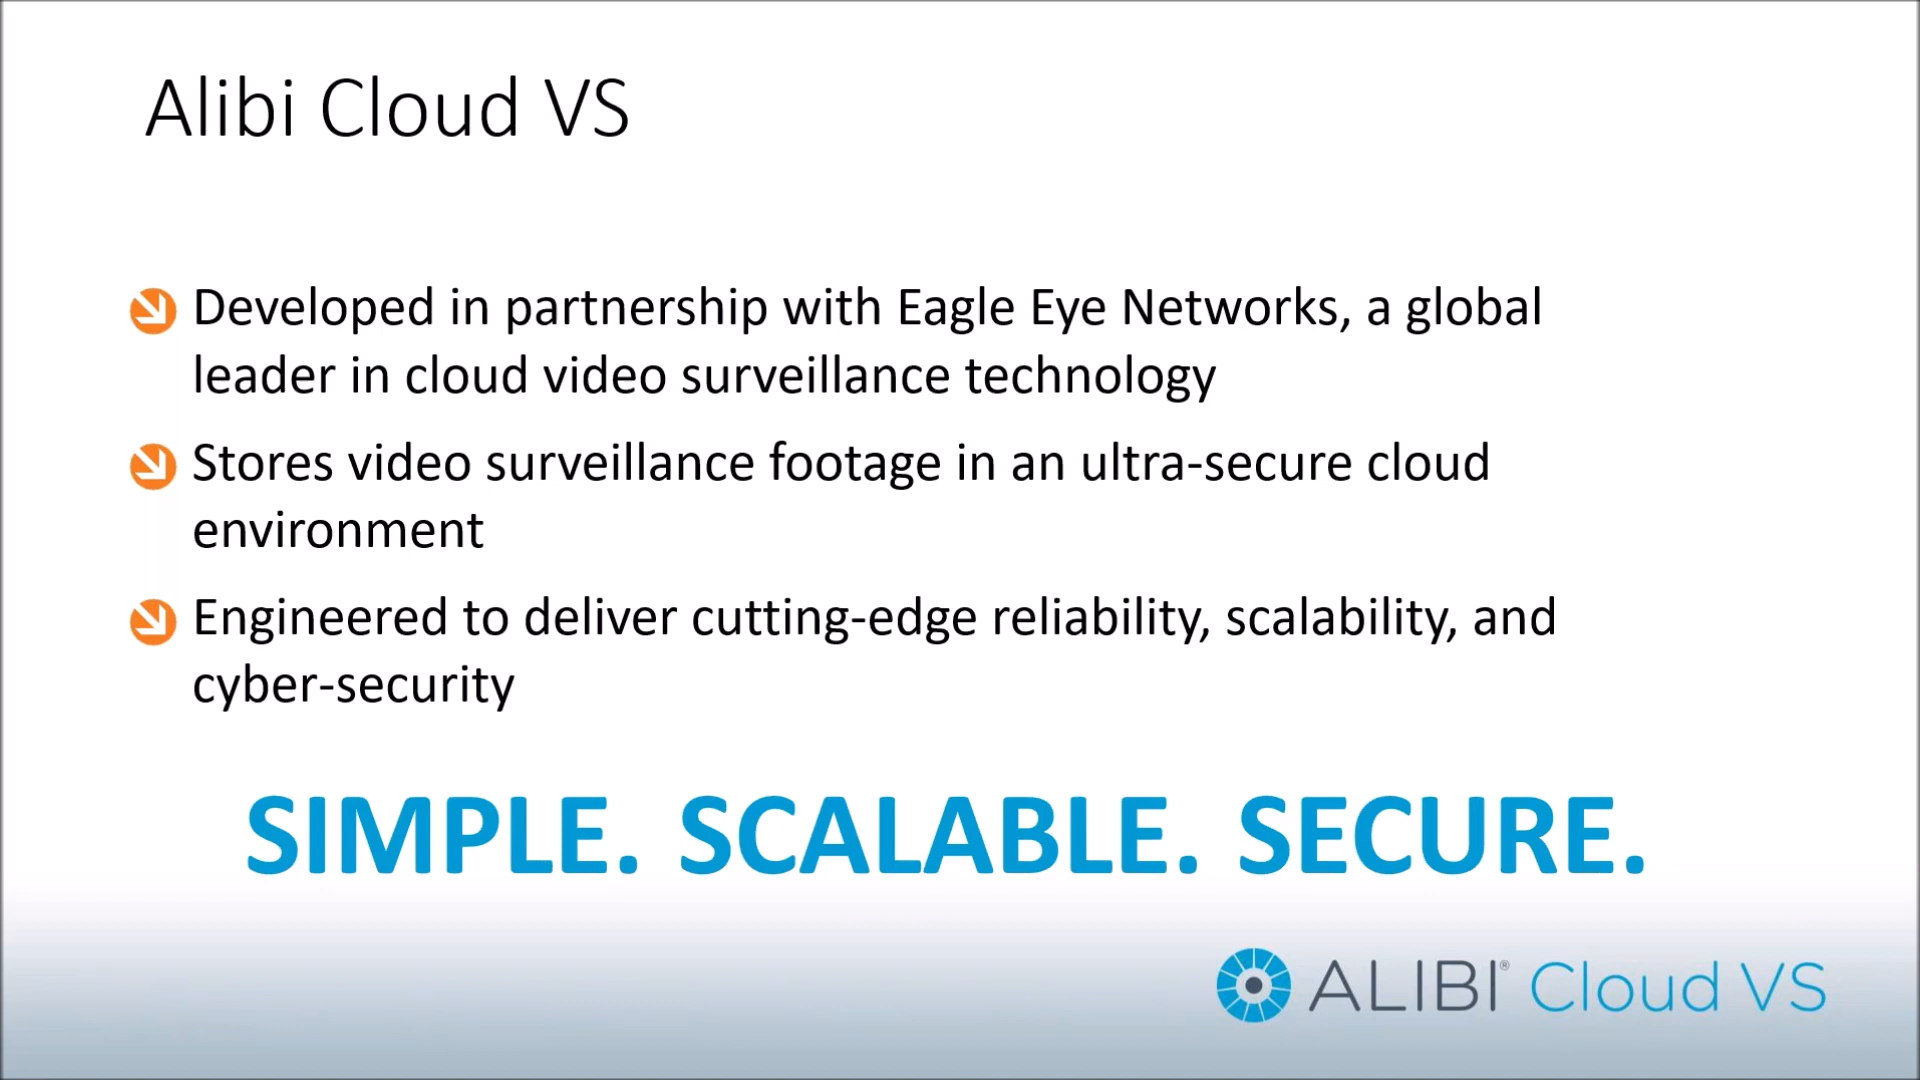 Alibi Cloud VS
Developed in partnership with Eagle Eye Networks, a global
leader in cloud video surveillance technology
Stores video surveillance footage in an ultra-secure cloud
environment
Engineered to deliver cutting-edge reliability, scalability, and
cyber-security
SIMPLE. SCALABLE. SECURE.
ALIBI® Cloud VS